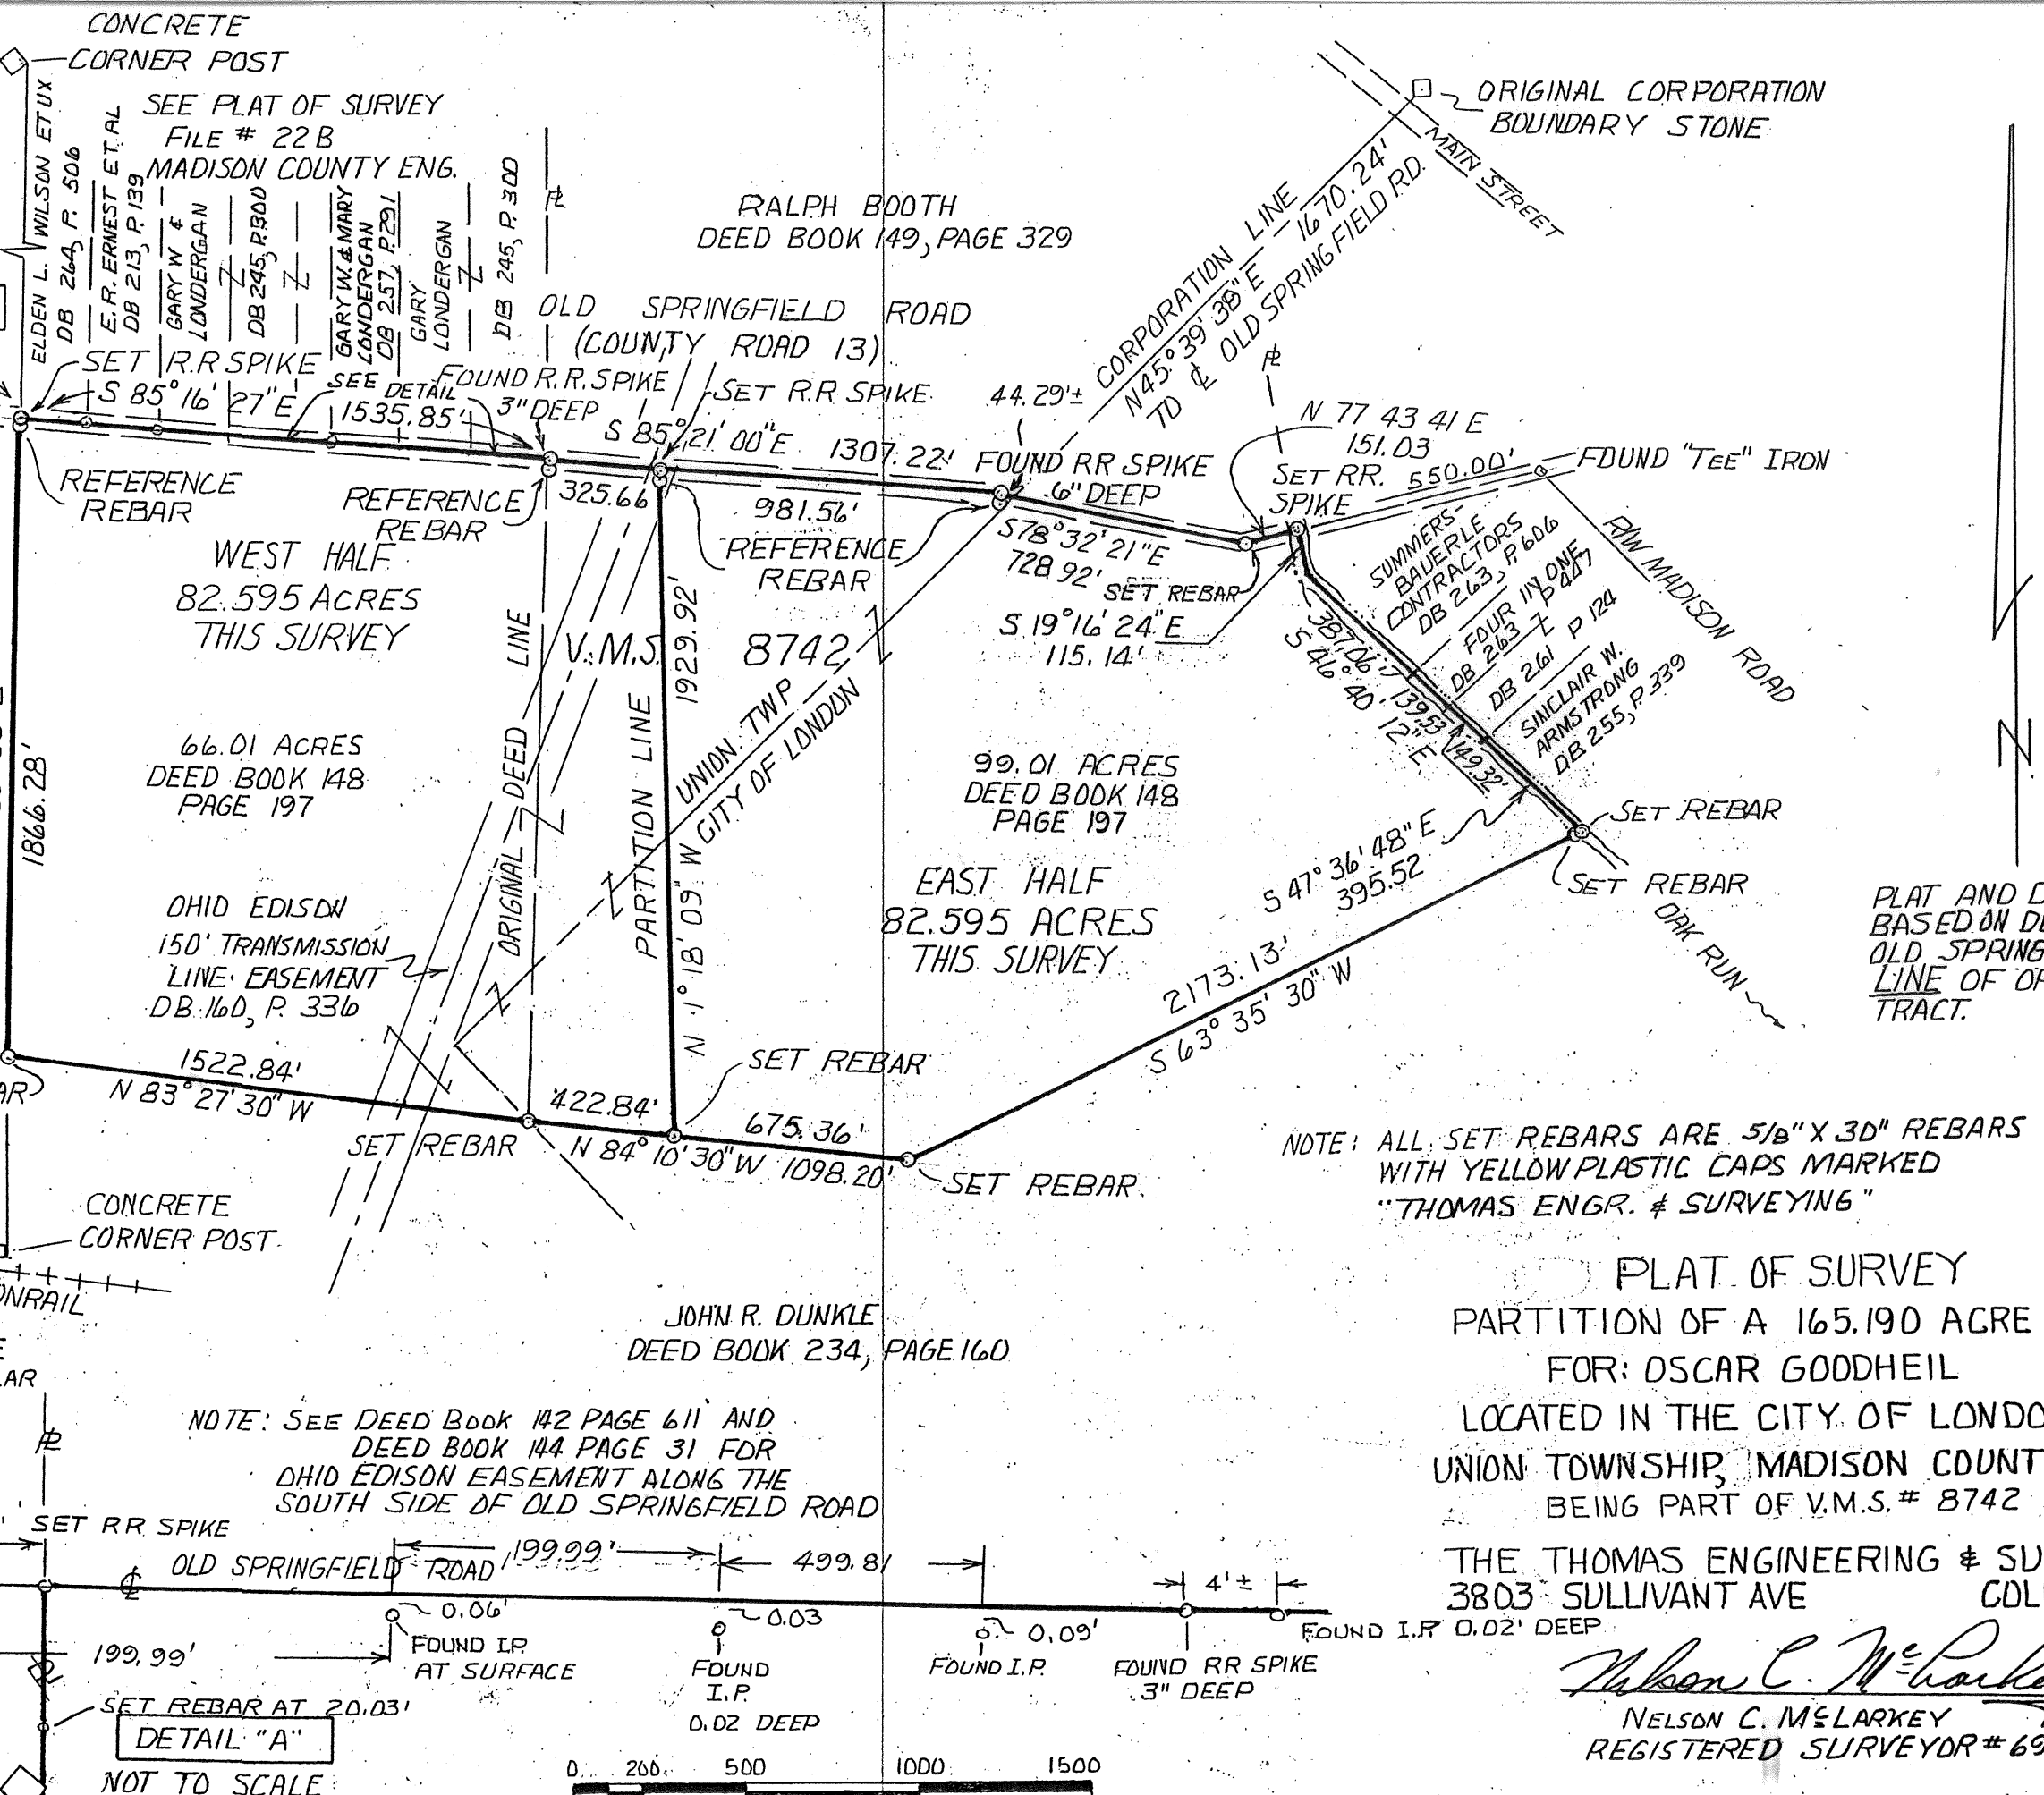 CONCRETE
CORNER POST
SEE PLAT OF SURVEY
FILE # 22B
MADISON COUNTY ENG.
ELDEN L. WILSON ET UX
DB 264, P. 506
E.R. ERNEST ET. AL
DB 213, P. 139
GARY W &
LONDERGAN
DB 245, P.300
GARY W. & MARY
LONDERGAN
DB 257, P.291
GARY
LONDERGAN
DB 245, P. 300
RALPH BOOTH
DEED BOOK 149, PAGE 329
OLD SPRINGFIELD ROAD
(COUNTY ROAD 13)
CORPORATION LINE
N45° 39' 38" E 1670.24'
TO ℄ OLD SPRINGFIELD RD.
MAIN STREET
ORIGINAL CORPORATION
BOUNDARY STONE
SET R.R SPIKE
S 85° 16' 27" E
SEE DETAIL
1535.85'
FOUND R.R. SPIKE
3" DEEP
SET R.R SPIKE
S 85° 21' 00" E 1307.22'
44.29'±
FOUND RR SPIKE
6" DEEP
N 77 43 41 E
151.03
SET RR.
SPIKE
550.00'
FOUND "TEE" IRON
REFERENCE
REBAR
REFERENCE
REBAR
325.66
981.56'
REFERENCE
REBAR
S78° 32' 21" E
728.92'
SET REBAR
S 19° 16' 24" E
115.14'
SUMMERS-
BAUERLE
CONTRACTORS
DB 263, P. 606
FOUR IN ONE
DB 263 P 447
DB 261 P 124
SINCLAIR W.
ARMSTRONG
DB 255, P. 339
R/W MADISON ROAD
387.06'
139.53
149.32'
S 46° 40' 12" E
WEST HALF
82.595 ACRES
THIS SURVEY
V.M.S. 8742
1929.92'
PARTITION LINE
N 1° 18' 09" W
ORIGINAL DEED LINE
UNION TWP
CITY OF LONDON
66.01 ACRES
DEED BOOK 148
PAGE 197
1866.28'
99.01 ACRES
DEED BOOK 148
PAGE 197
EAST HALF
82.595 ACRES
THIS SURVEY
S 47° 36' 48" E
395.52
SET REBAR
SET REBAR
OAK RUN
OHIO EDISON
150' TRANSMISSION
LINE EASEMENT
DB 160, P. 336
2173.13'
S 63° 35' 30" W
N
PLAT AND D
BASED ON DE
OLD SPRING
LINE OF OR
TRACT.
AR
1522.84'
N 83° 27' 30" W
SET REBAR
422.84'
SET REBAR
675.36'
N 84° 10' 30" W 1098.20'
SET REBAR
CONCRETE
CORNER POST
ONRAIL
AR
NOTE: ALL SET REBARS ARE 5/8" X 30" REBARS
WITH YELLOW PLASTIC CAPS MARKED
"THOMAS ENGR. & SURVEYING"
JOHN R. DUNKLE
DEED BOOK 234, PAGE 160
PLAT OF SURVEY
PARTITION OF A 165.190 ACRE
FOR: OSCAR GOODHEIL
LOCATED IN THE CITY OF LONDO
UNION TOWNSHIP, MADISON COUNT
BEING PART OF V.M.S. # 8742
THE THOMAS ENGINEERING & SU
3803 SULLIVANT AVE COL
NOTE: SEE DEED BOOK 142 PAGE 611 AND
DEED BOOK 144 PAGE 31 FOR
OHIO EDISON EASEMENT ALONG THE
SOUTH SIDE OF OLD SPRINGFIELD ROAD
SET RR SPIKE
℄ OLD SPRINGFIELD ROAD
199.99'
499.81
4'±
0.06'
FOUND I.P.
AT SURFACE
0.03
FOUND
I.P.
0.02 DEEP
0.09'
FOUND I.P.
FOUND RR SPIKE
3" DEEP
FOUND I.P. 0.02' DEEP
199.99'
SET REBAR AT 20.03'
DETAIL "A"
NOT TO SCALE
0 200 500 1000 1500
NELSON C. McLARKEY
REGISTERED SURVEYOR # 69